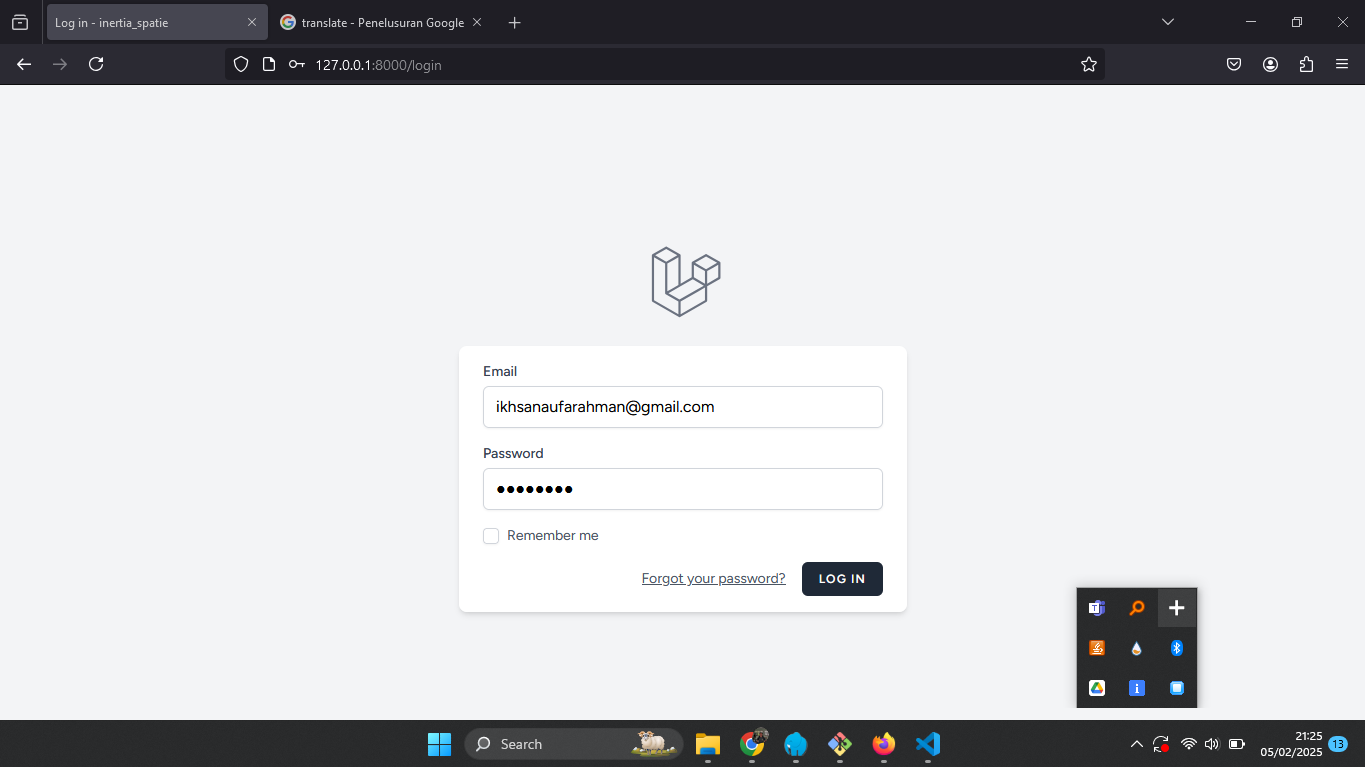 Log in - inertia_spatie
translate - Penelusuran Google
127.0.0.1:8000/login
Email
ikhsanaufarahman@gmail.com
Password
Remember me
Forgot your password?
LOG IN
Search
21:25
05/02/2025
13